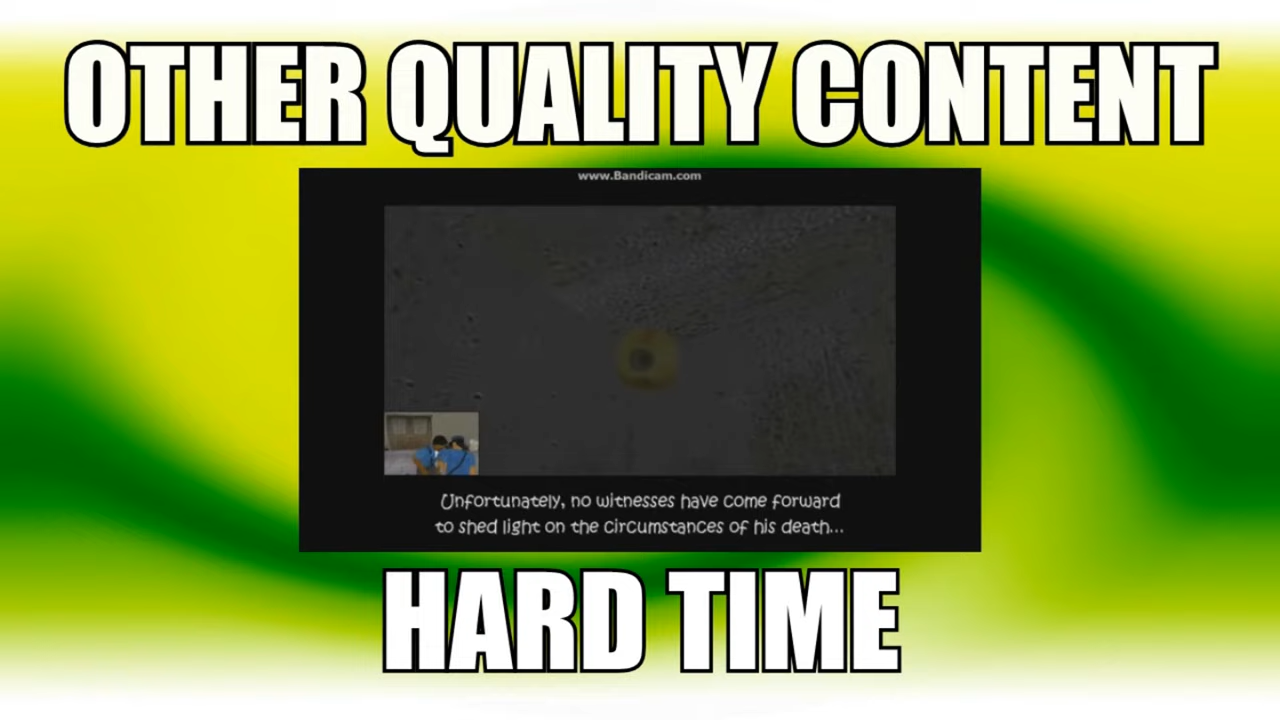 OTHER QUALITY CONTENT
www.Bandicam.com
Unfortunately, no witnesses have come forward
to shed light on the circumstances of his death...
HARD TIME